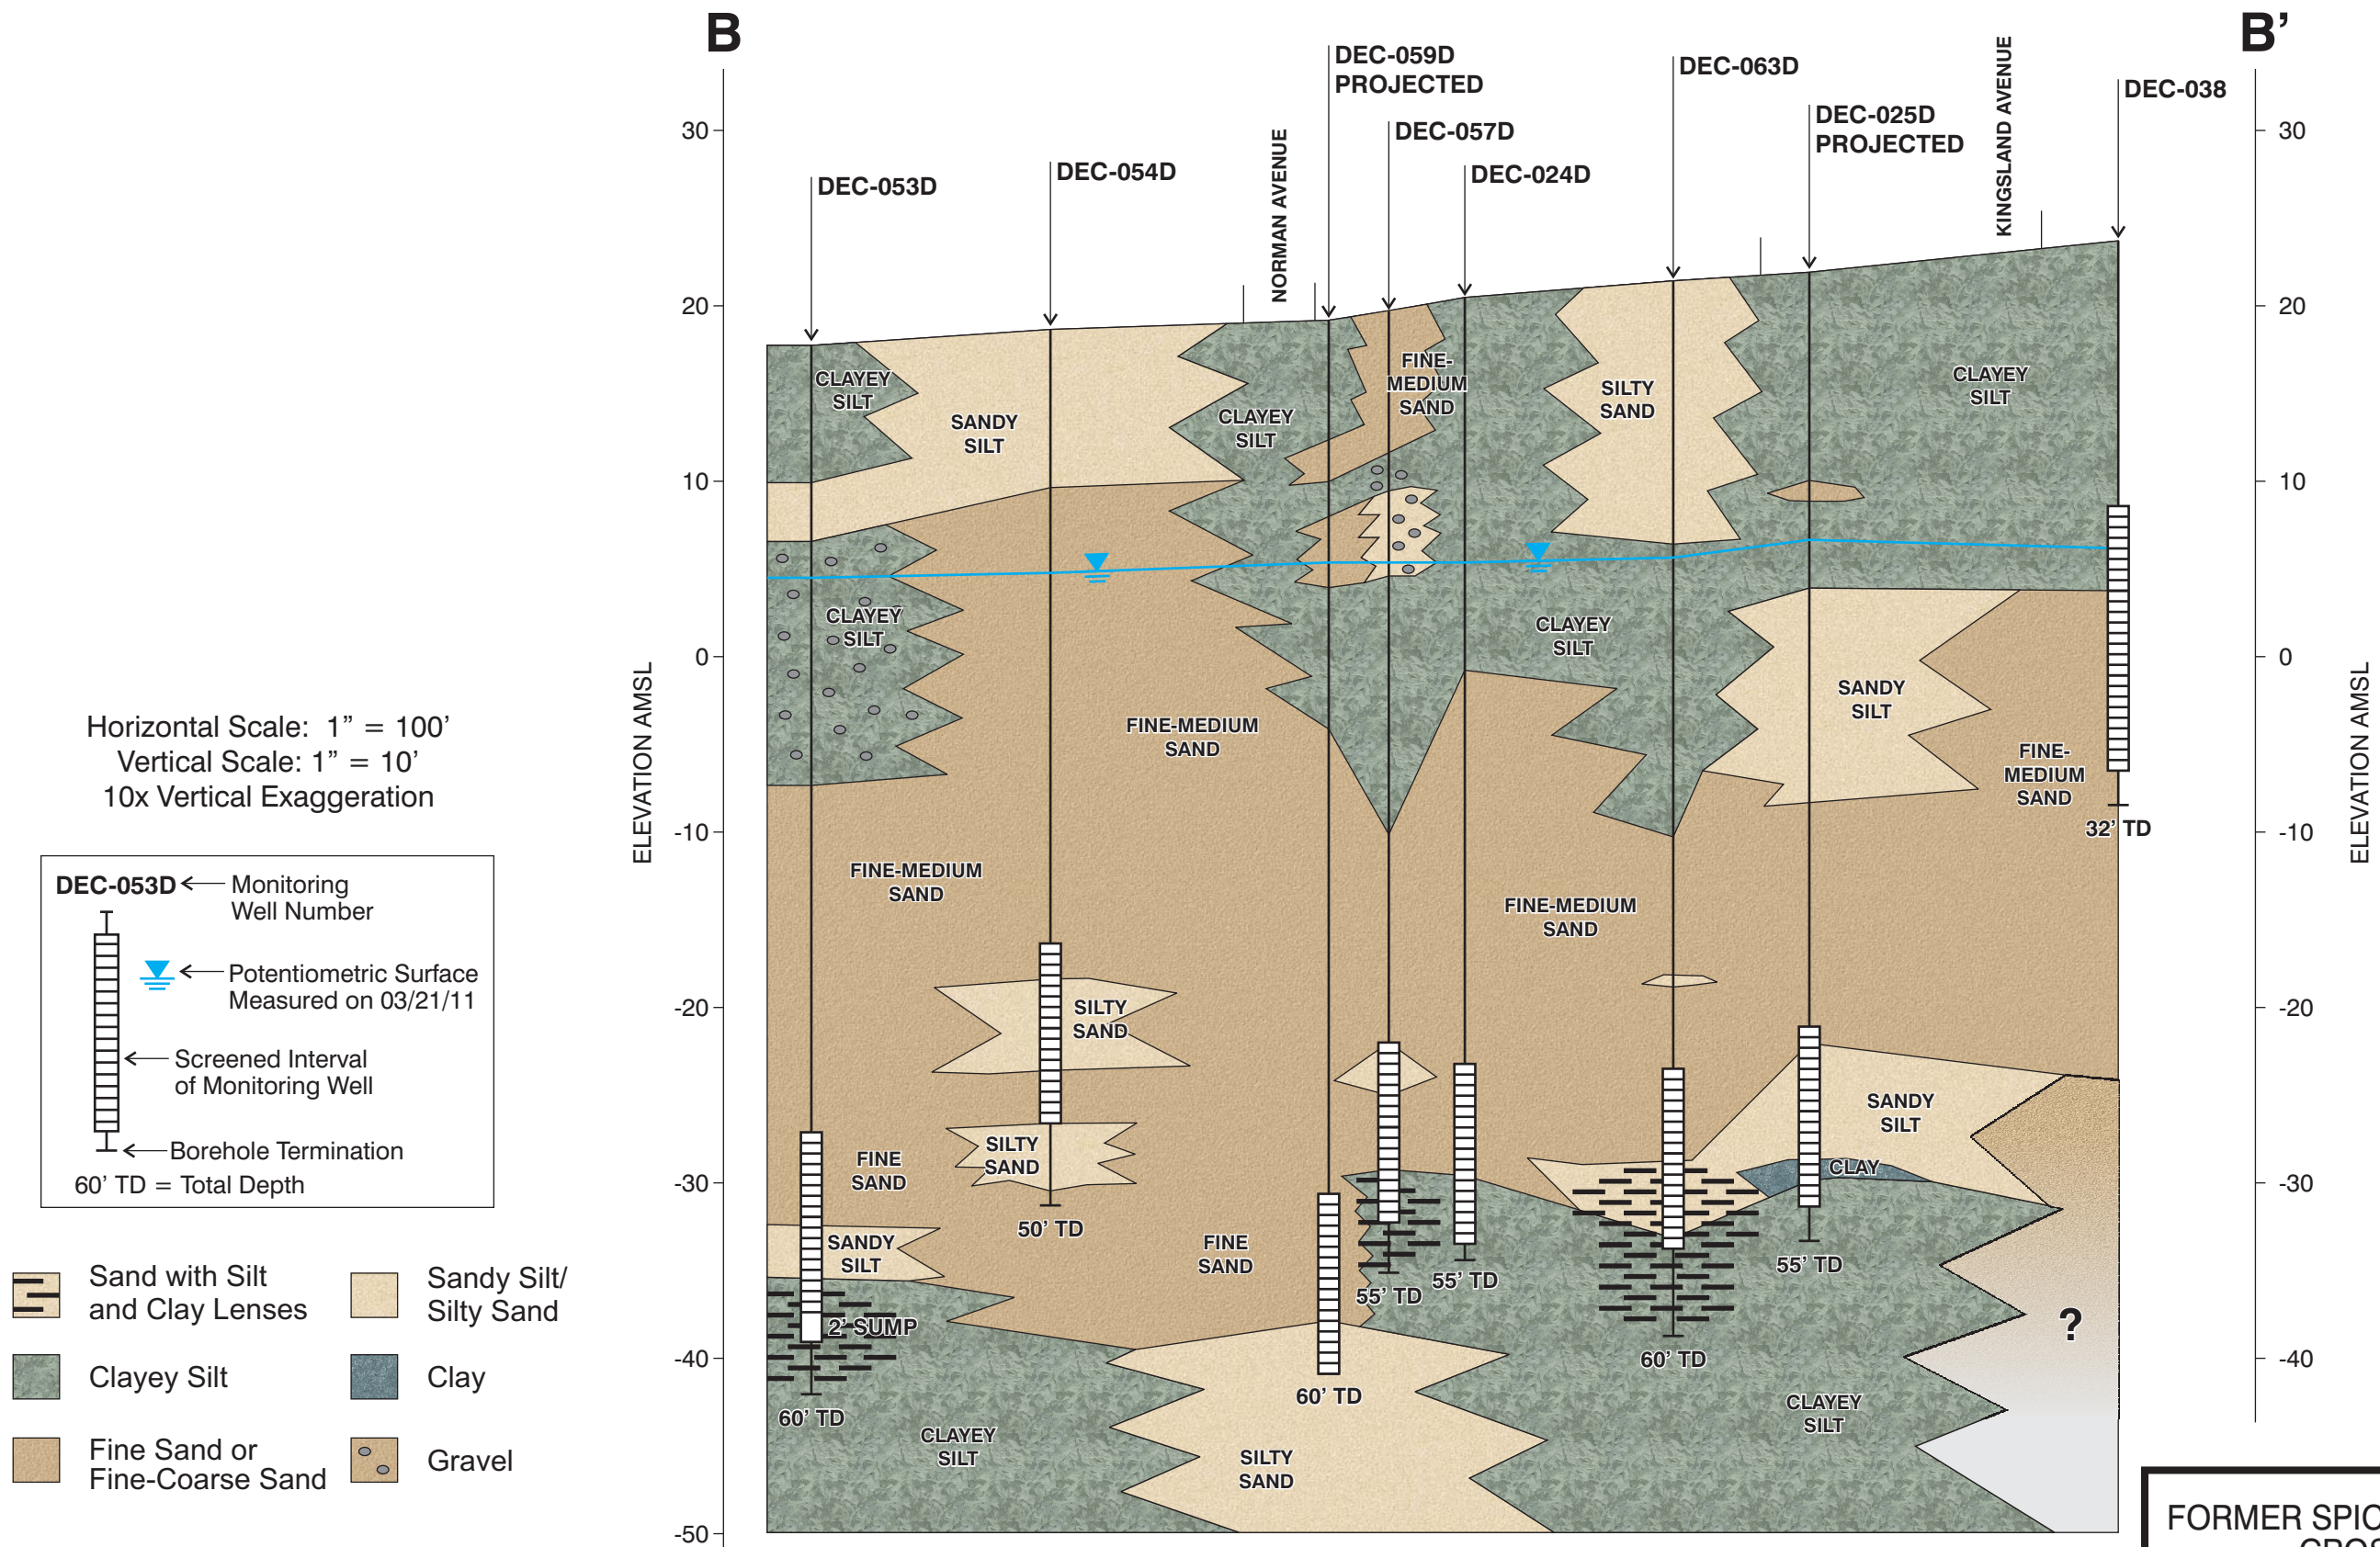 B
B’
DEC-059D
PROJECTED
DEC-063D
DEC-038
KINGSLAND AVENUE
DEC-025D
PROJECTED
DEC-057D
NORMAN AVENUE
DEC-054D
DEC-024D
DEC-053D
30
20
10
0
-10
-20
-30
-40
-50
ELEVATION AMSL
30
20
10
0
-10
-20
-30
-40
ELEVATION AMSL
CLAYEY
SILT
SANDY
SILT
CLAYEY
SILT
FINE-
MEDIUM
SAND
SILTY
SAND
CLAYEY
SILT
CLAYEY
SILT
CLAYEY
SILT
SANDY
SILT
FINE-MEDIUM
SAND
FINE-
MEDIUM
SAND
32’ TD
FINE-MEDIUM
SAND
FINE-MEDIUM
SAND
SILTY
SAND
SILTY
SAND
SANDY
SILT
CLAY
FINE
SAND
50’ TD
SANDY
SILT
FINE
SAND
55’ TD
55’ TD
55’ TD
2’ SUMP
?
60’ TD
60’ TD
60’ TD
CLAYEY
SILT
SILTY
SAND
CLAYEY
SILT
Horizontal Scale: 1” = 100’
Vertical Scale: 1” = 10’
10x Vertical Exaggeration
DEC-053D
Monitoring
Well Number
Potentiometric Surface
Measured on 03/21/11
Screened Interval
of Monitoring Well
Borehole Termination
60’ TD = Total Depth
Sand with Silt
and Clay Lenses
Sandy Silt/
Silty Sand
Clayey Silt
Clay
Fine Sand or
Fine-Coarse Sand
Gravel
FORMER SPIC
CROS